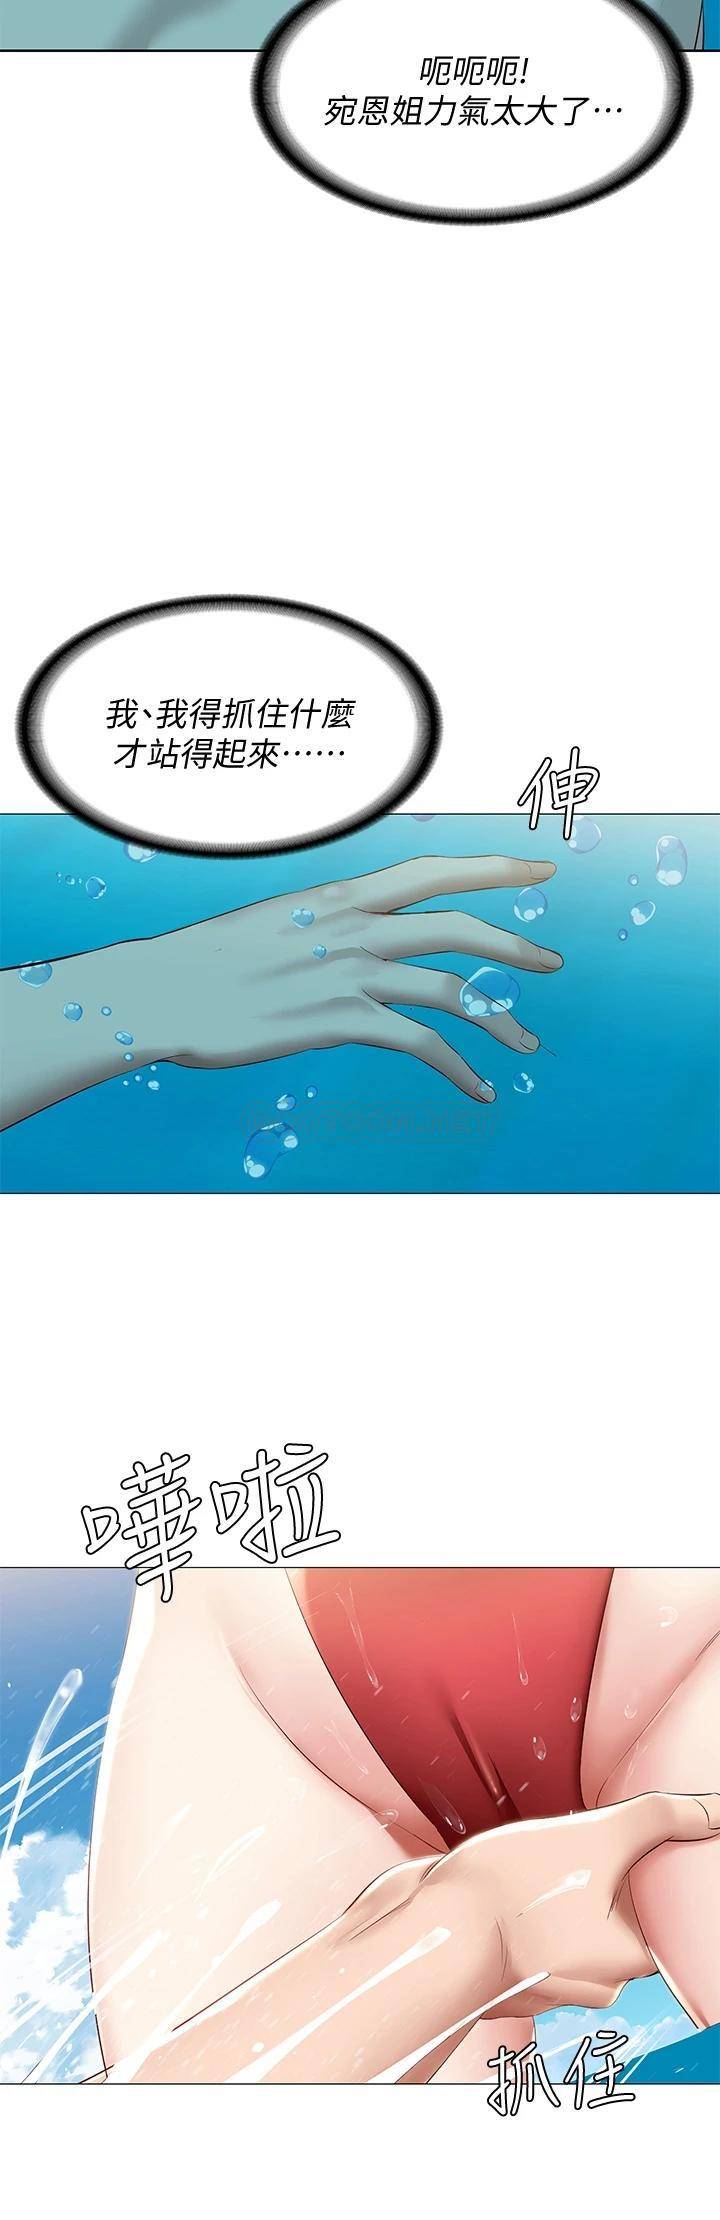 呃呃呃!
宛恩姐力氣太大了…
我、我得抓住什麼
才站得起來……
伸
嘩啦
抓住